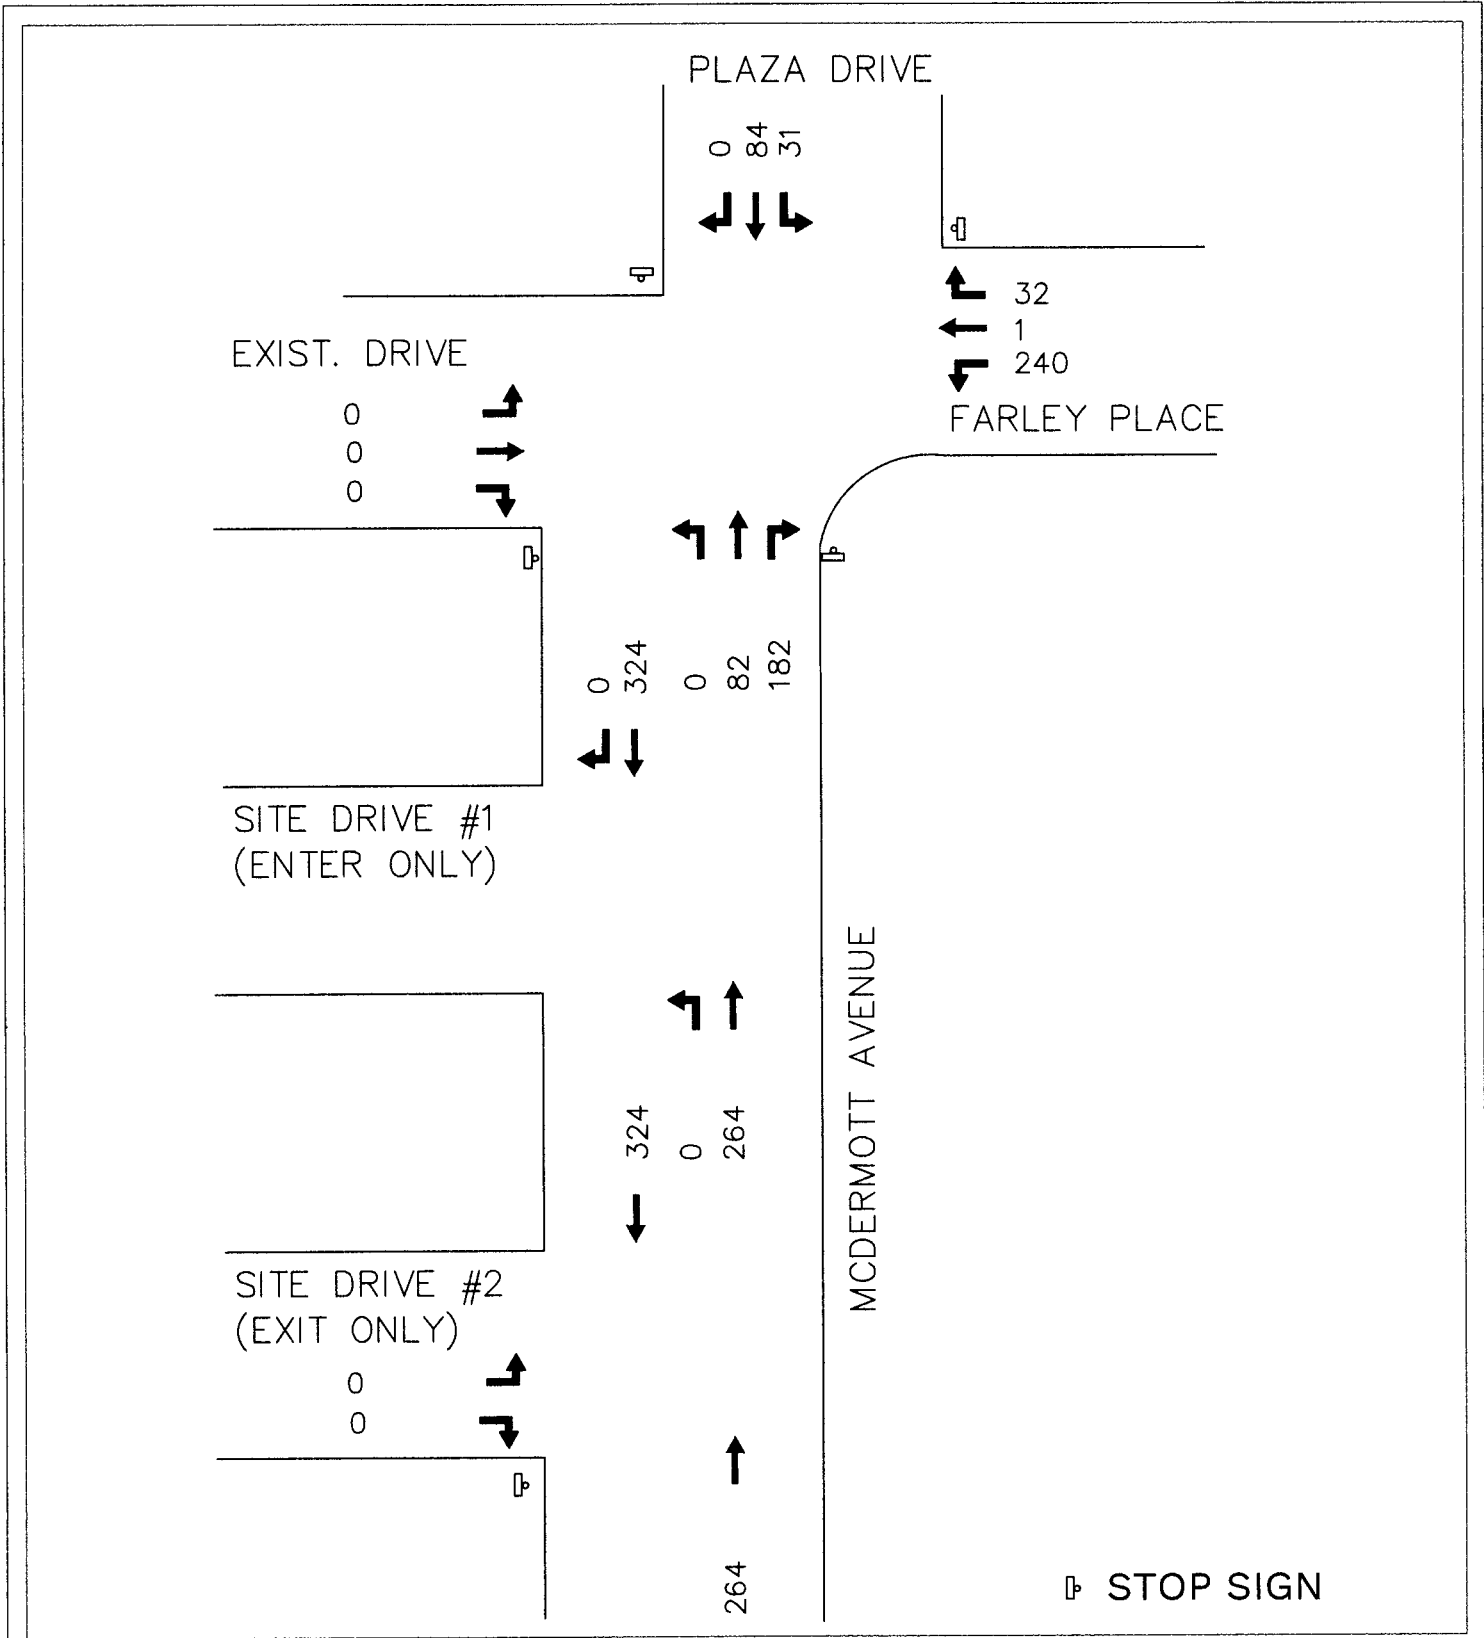 PLAZA DRIVE
0
84
31
32
1
240
EXIST. DRIVE
0
0
0
FARLEY PLACE
0
324
0
82
182
SITE DRIVE #1
(ENTER ONLY)
MCDERMOTT AVENUE
324
0
264
SITE DRIVE #2
(EXIT ONLY)
0
0
264
STOP SIGN